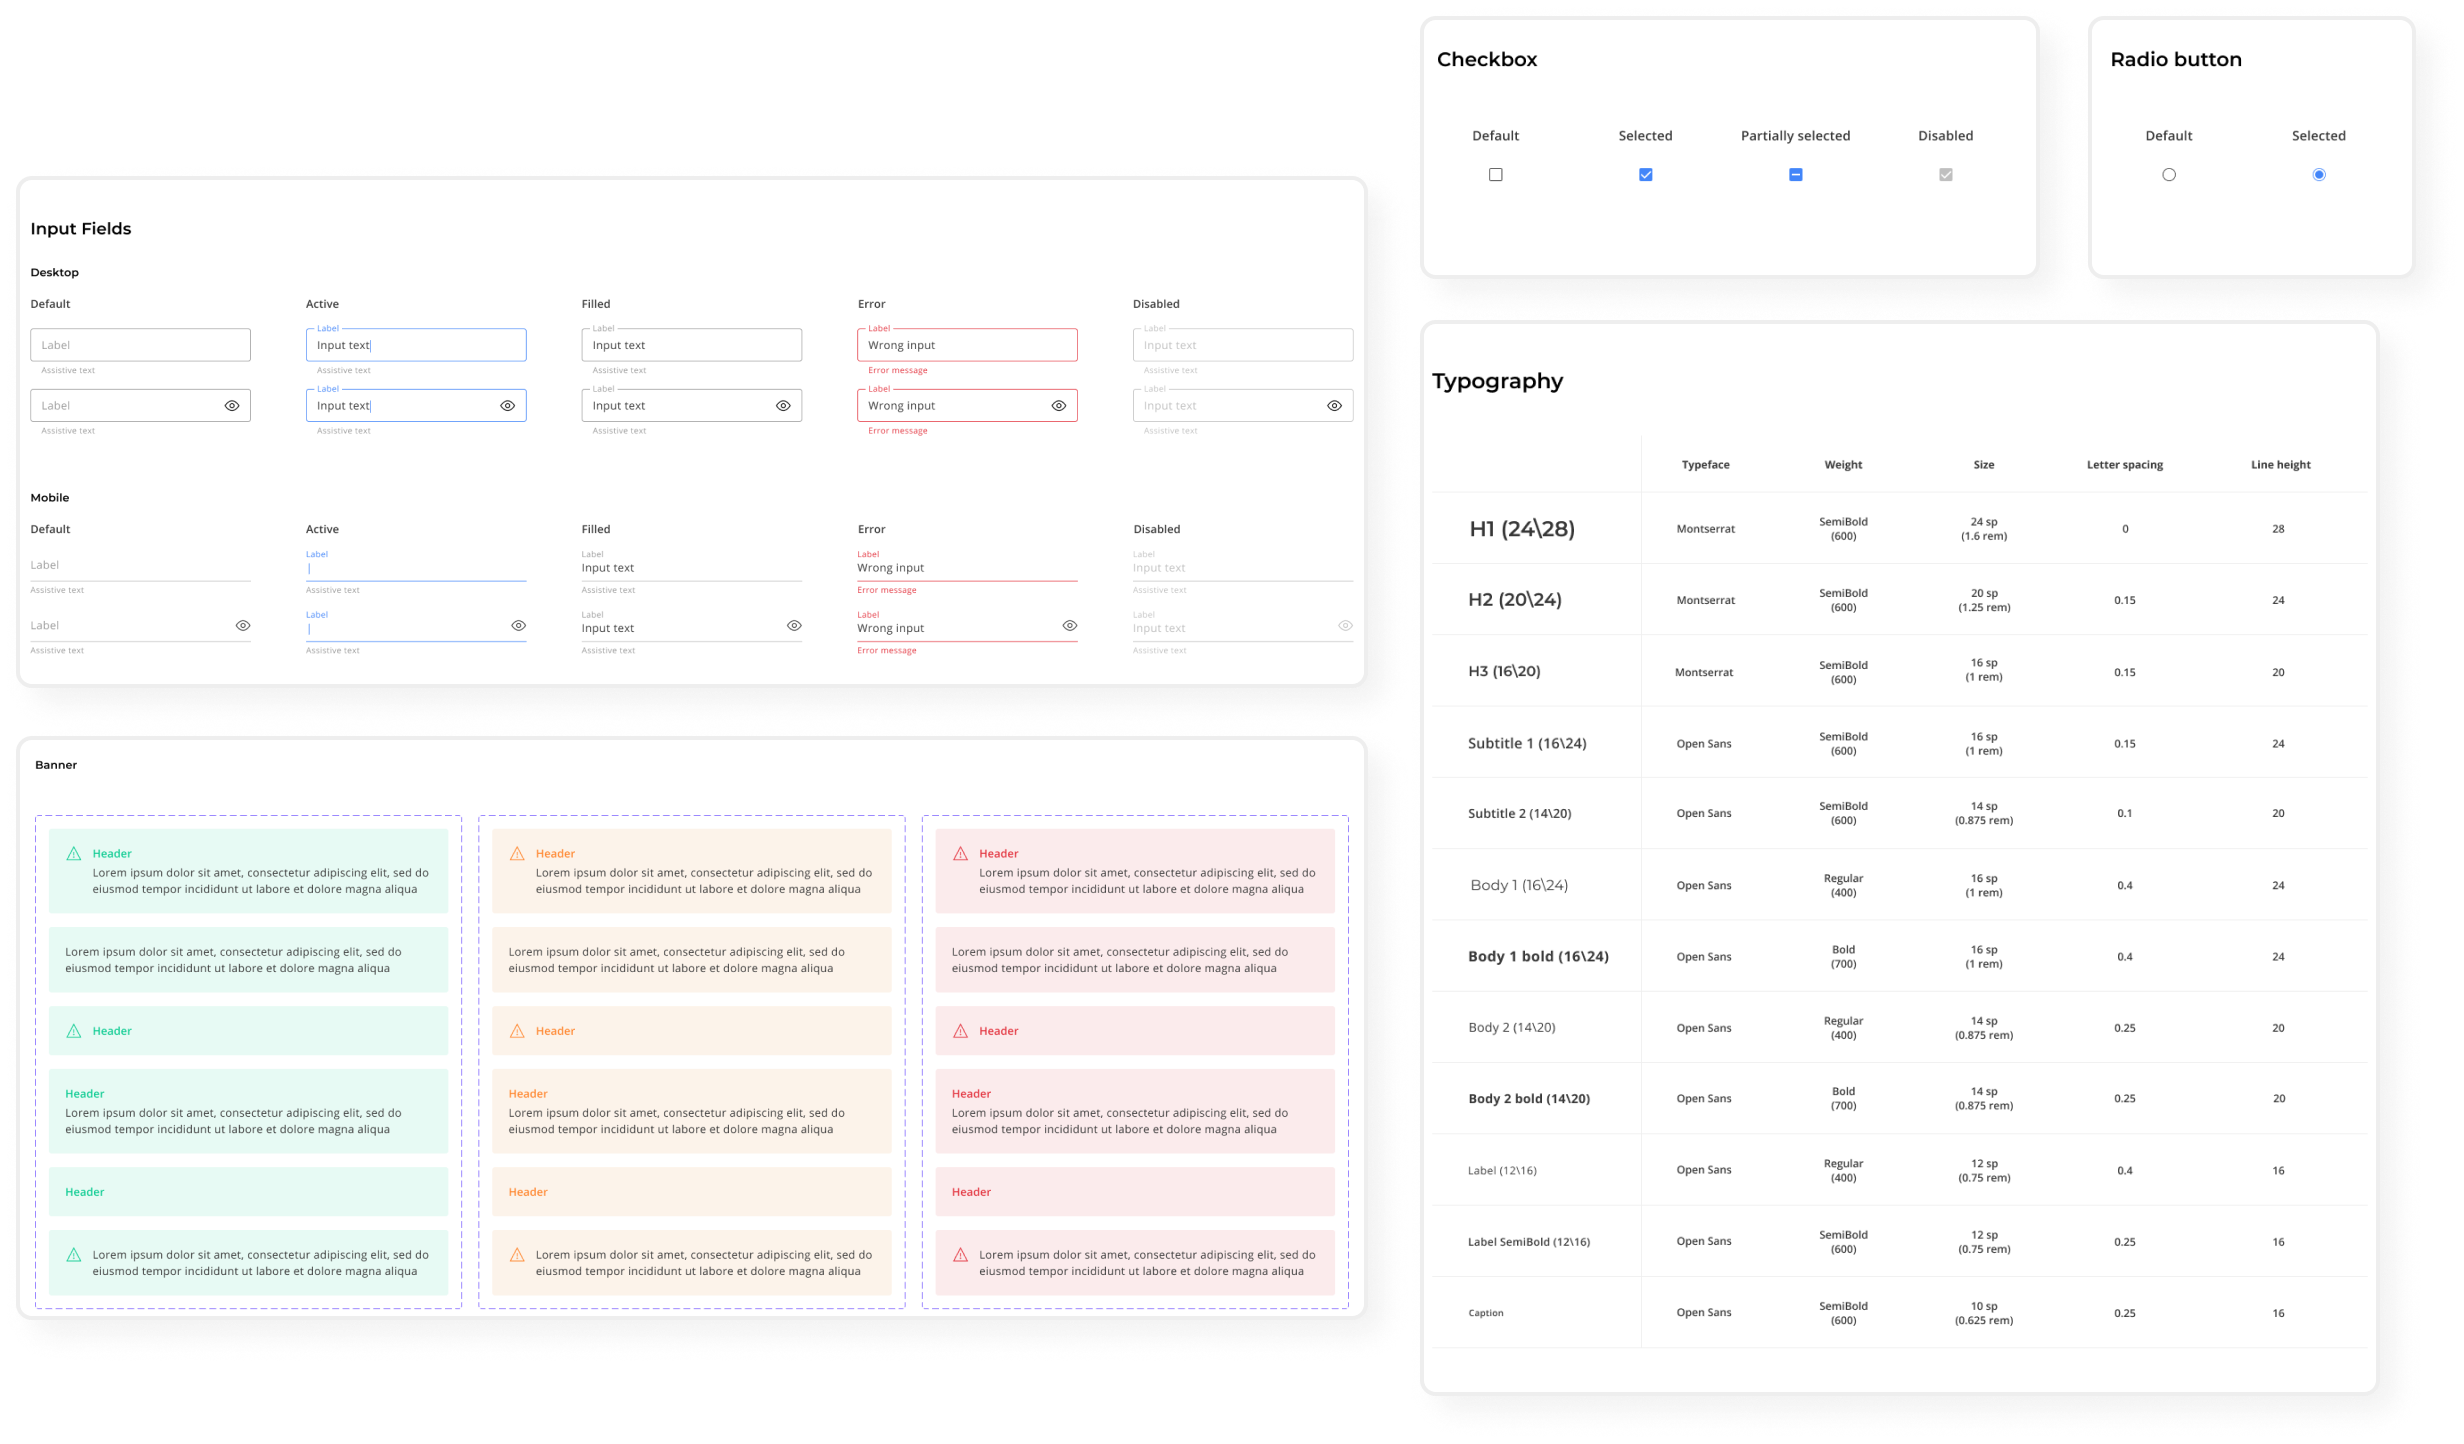 Input Fields
Desktop
Default Active Filled Error Disabled
Label
Assistive text
Label
Input text
Assistive text
Label
Input text
Assistive text
Label
Wrong input
Error message
Label
Input text
Assistive text
Label
Assistive text
Label
Input text
Assistive text
Label
Input text
Assistive text
Label
Wrong input
Error message
Label
Input text
Assistive text
Mobile
Default Active Filled Error Disabled
Label
Assistive text
Label
Assistive text
Label
Input text
Assistive text
Label
Wrong input
Error message
Label
Input text
Assistive text
Label
Assistive text
Label
Assistive text
Label
Input text
Assistive text
Label
Wrong input
Error message
Label
Input text
Assistive text
Banner
Header
Lorem ipsum dolor sit amet, consectetur adipiscing elit, sed do
eiusmod tempor incididunt ut labore et dolore magna aliqua
Lorem ipsum dolor sit amet, consectetur adipiscing elit, sed do
eiusmod tempor incididunt ut labore et dolore magna aliqua
Header
Header
Lorem ipsum dolor sit amet, consectetur adipiscing elit, sed do
eiusmod tempor incididunt ut labore et dolore magna aliqua
Header
Lorem ipsum dolor sit amet, consectetur adipiscing elit, sed do
eiusmod tempor incididunt ut labore et dolore magna aliqua
Header
Lorem ipsum dolor sit amet, consectetur adipiscing elit, sed do
eiusmod tempor incididunt ut labore et dolore magna aliqua
Lorem ipsum dolor sit amet, consectetur adipiscing elit, sed do
eiusmod tempor incididunt ut labore et dolore magna aliqua
Header
Header
Lorem ipsum dolor sit amet, consectetur adipiscing elit, sed do
eiusmod tempor incididunt ut labore et dolore magna aliqua
Header
Lorem ipsum dolor sit amet, consectetur adipiscing elit, sed do
eiusmod tempor incididunt ut labore et dolore magna aliqua
Header
Lorem ipsum dolor sit amet, consectetur adipiscing elit, sed do
eiusmod tempor incididunt ut labore et dolore magna aliqua
Lorem ipsum dolor sit amet, consectetur adipiscing elit, sed do
eiusmod tempor incididunt ut labore et dolore magna aliqua
Header
Header
Lorem ipsum dolor sit amet, consectetur adipiscing elit, sed do
eiusmod tempor incididunt ut labore et dolore magna aliqua
Header
Lorem ipsum dolor sit amet, consectetur adipiscing elit, sed do
eiusmod tempor incididunt ut labore et dolore magna aliqua
Checkbox
Default Selected Partially selected Disabled
Radio button
Default Selected
Typography
Typeface Weight Size Letter spacing Line height
H1 (24\28) Montserrat SemiBold (600) 24 sp (1.6 rem) 0 28
H2 (20\24) Montserrat SemiBold (600) 20 sp (1.25 rem) 0.15 24
H3 (16\20) Montserrat SemiBold (600) 16 sp (1 rem) 0.15 20
Subtitle 1 (16\24) Open Sans SemiBold (600) 16 sp (1 rem) 0.15 24
Subtitle 2 (14\20) Open Sans SemiBold (600) 14 sp (0.875 rem) 0.1 20
Body 1 (16\24) Open Sans Regular (400) 16 sp (1 rem) 0.4 24
Body 1 bold (16\24) Open Sans Bold (700) 16 sp (1 rem) 0.4 24
Body 2 (14\20) Open Sans Regular (400) 14 sp (0.875 rem) 0.25 20
Body 2 bold (14\20) Open Sans Bold (700) 14 sp (0.875 rem) 0.25 20
Label (12\16) Open Sans Regular (400) 12 sp (0.75 rem) 0.4 16
Label SemiBold (12\16) Open Sans SemiBold (600) 12 sp (0.75 rem) 0.25 16
Caption Open Sans SemiBold (600) 10 sp (0.625 rem) 0.25 16